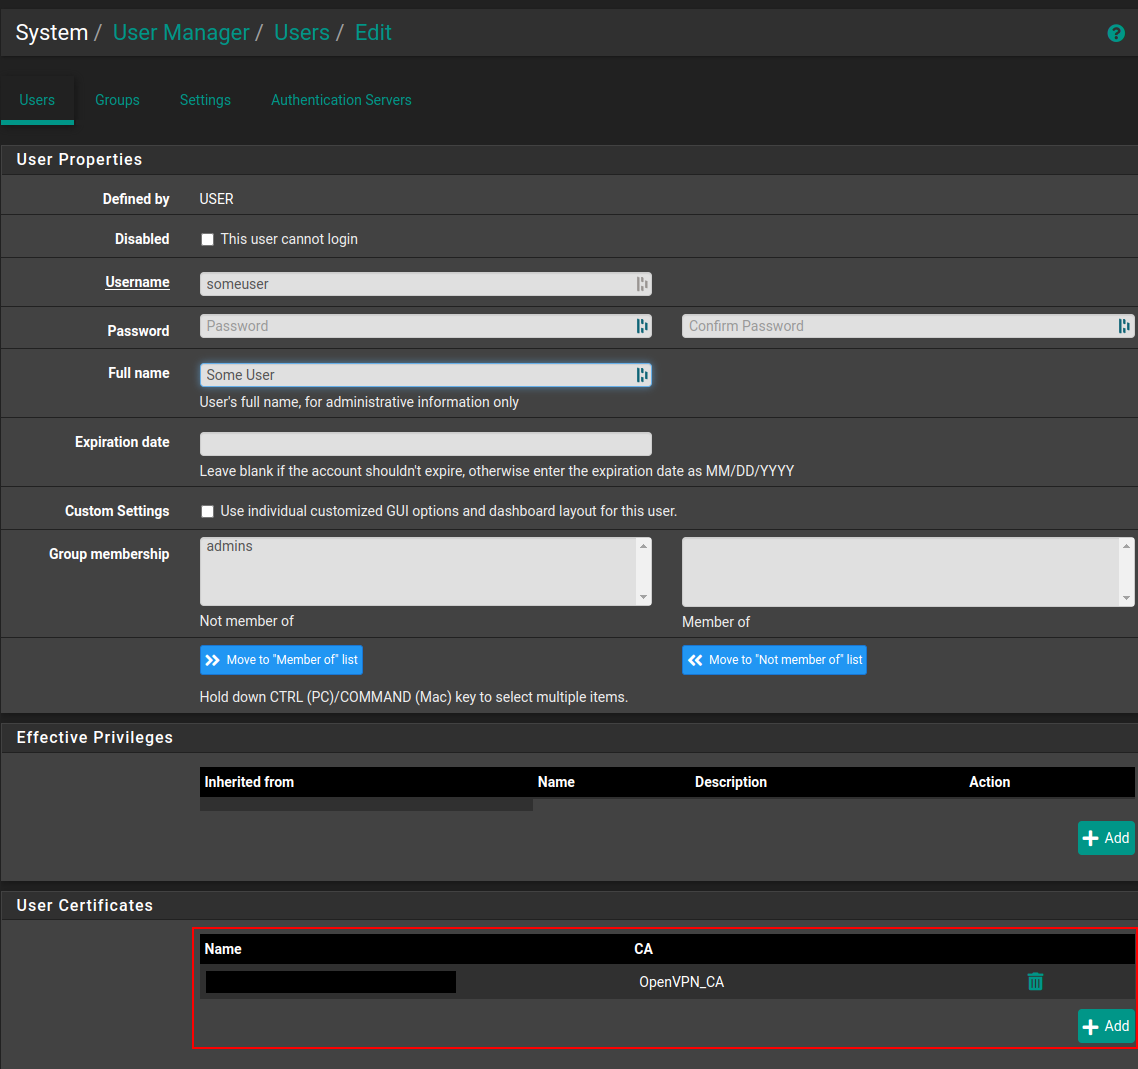 System / User Manager / Users / Edit
Users Groups Settings Authentication Servers
User Properties
Defined by USER
Disabled This user cannot login
Username someuser
Password Password Confirm Password
Full name Some User
User's full name, for administrative information only
Expiration date
Leave blank if the account shouldn't expire, otherwise enter the expiration date as MM/DD/YYYY
Custom Settings Use individual customized GUI options and dashboard layout for this user.
Group membership admins
Not member of Member of
Move to "Member of" list Move to "Not member of" list
Hold down CTRL (PC)/COMMAND (Mac) key to select multiple items.
Effective Privileges
Inherited from Name Description Action
Add
User Certificates
Name CA
OpenVPN_CA
Add